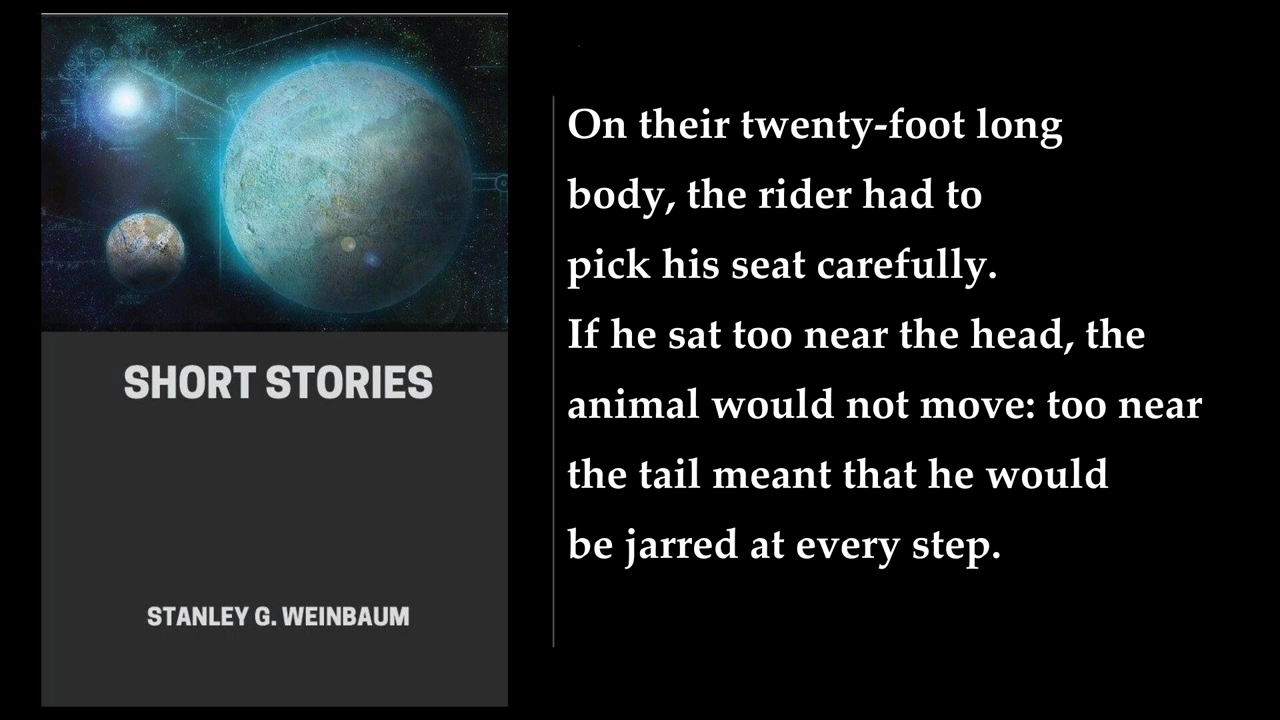 SHORT STORIES
STANLEY G. WEINBAUM
On their twenty-foot long
body, the rider had to
pick his seat carefully.
If he sat too near the head, the
animal would not move: too near
the tail meant that he would
be jarred at every step.